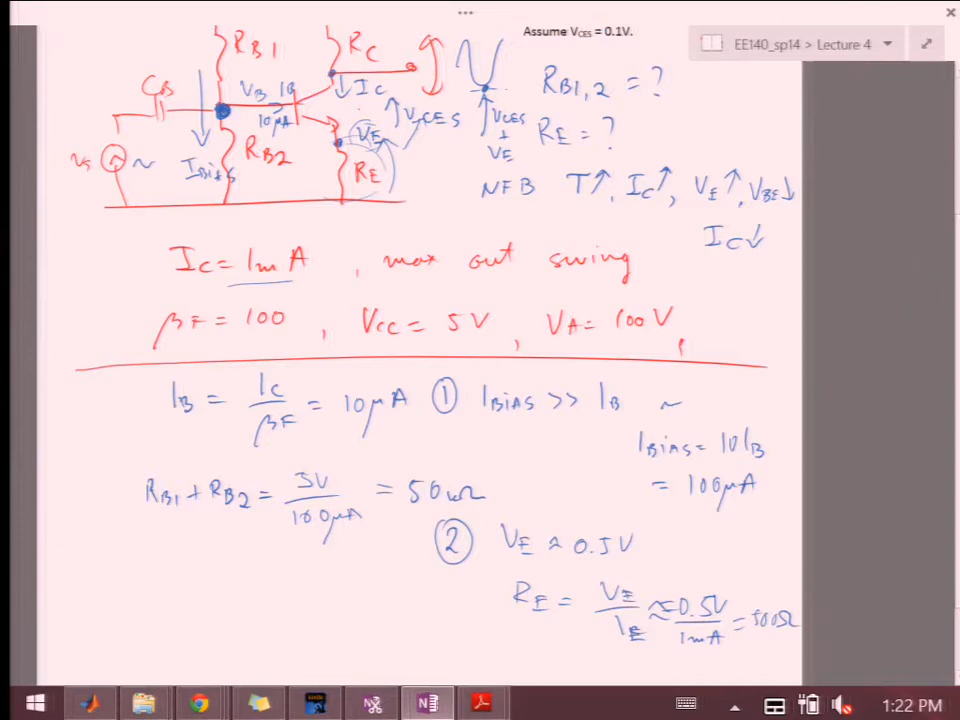 Assume VCES = 0.1V.
EE140_sp14 > Lecture 4
RB1
RC
CB
VB IB
10μA
IC
VCES
VCES
+
VE
VE
RB1,2 = ?
RE = ?
vs
~
IBIAS
RB2
RE
NFB T↑, IC↑, VE↑, VBE↓
IC↓
IC = 1mA , max out swing
βF = 100 , VCC = 5V , VA = 100V ,
IB = IC/βF = 10μA ① IBIAS >> IB ~
IBIAS = 10IB
= 100μA
RB1 + RB2 = 5V/100μA = 50kΩ
② VE ≈ 0.5V
RE = VE/IE ≈ 0.5V/1mA = 500Ω
1:22 PM